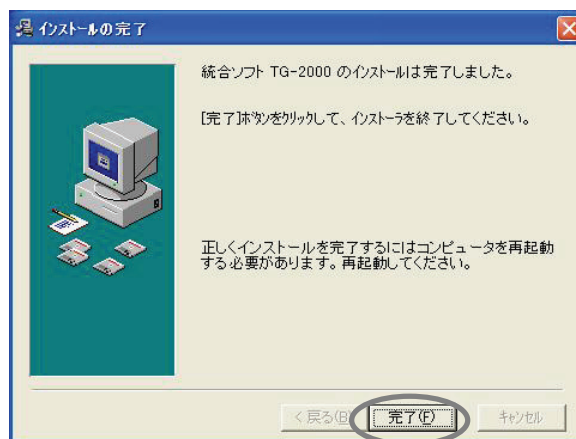 インストールの完了
統合ソフト TG-2000 のインストールは完了しました。
[完了]ボタンをクリックして、インストーラを終了してください。
正しくインストールを完了するにはコンピュータを再起動
する必要があります。再起動してください。
< 戻る(B) 完了(F) キャンセル